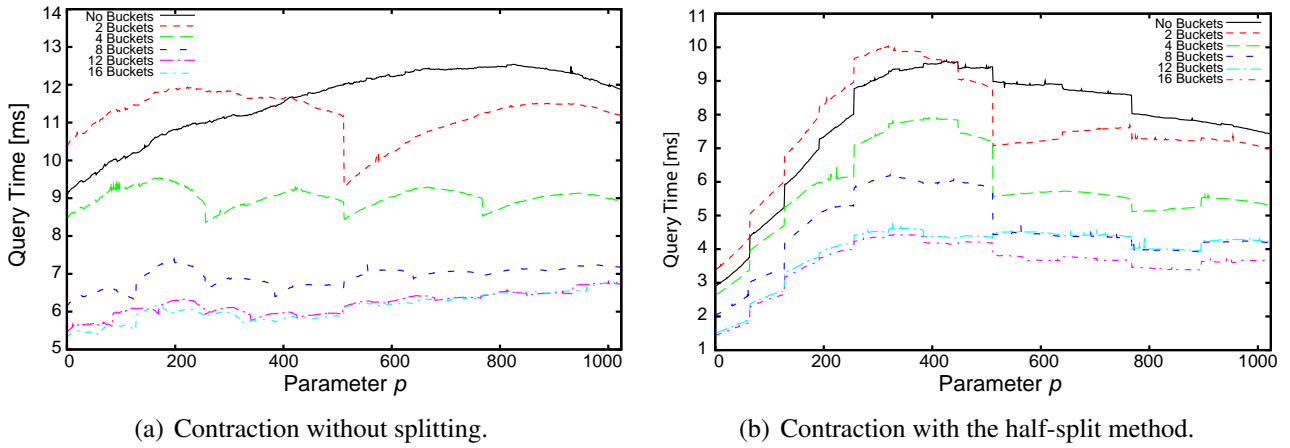 14
13
12
11
10
9
8
7
6
5
Query Time [ms]
No Buckets
2 Buckets
4 Buckets
8 Buckets
12 Buckets
16 Buckets
0 200 400 600 800 1000
Parameter p
(a) Contraction without splitting.
11
10
9
8
7
6
5
4
3
2
1
Query Time [ms]
No Buckets
2 Buckets
4 Buckets
8 Buckets
12 Buckets
16 Buckets
0 200 400 600 800 1000
Parameter p
(b) Contraction with the half-split method.